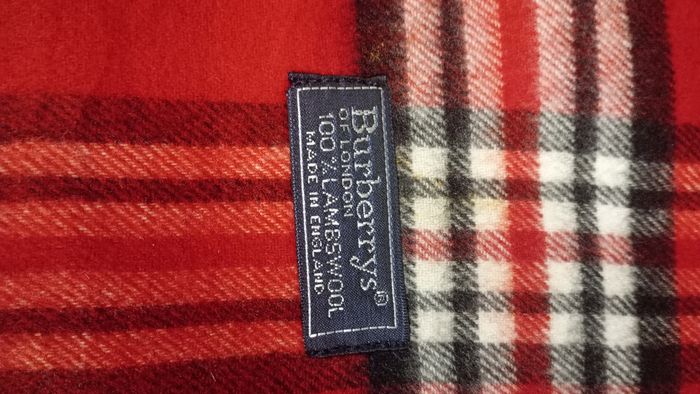 Burberrys®
OF LONDON
100% LAMBSWOOL
MADE IN ENGLAND